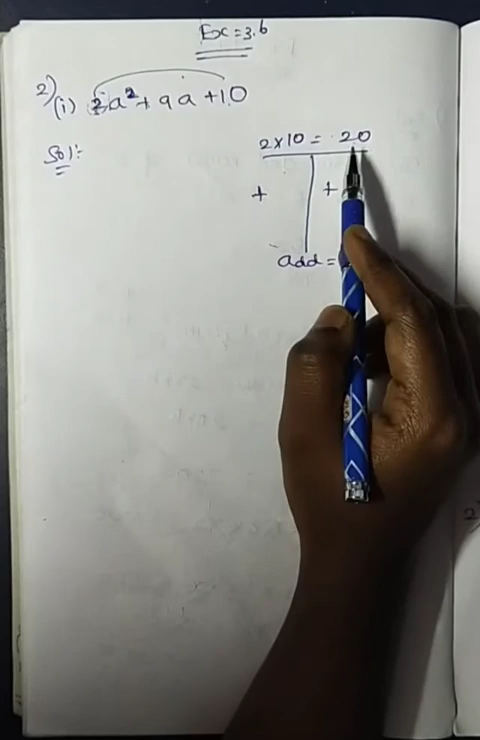 Ex = 3.6
2) (i) 2a² + 9a + 10
Sol:
2 × 10 = 20
+ +
add =